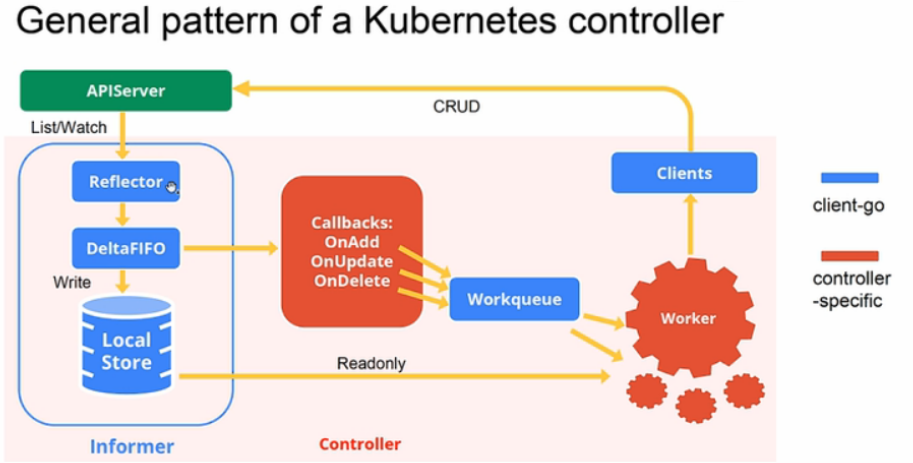 General pattern of a Kubernetes controller
APIServer
CRUD
List/Watch
Reflector
Clients
client-go
Callbacks:
OnAdd
OnUpdate
OnDelete
DeltaFIFO
Write
Workqueue
controller
-specific
Worker
Local
Store
Readonly
Informer
Controller